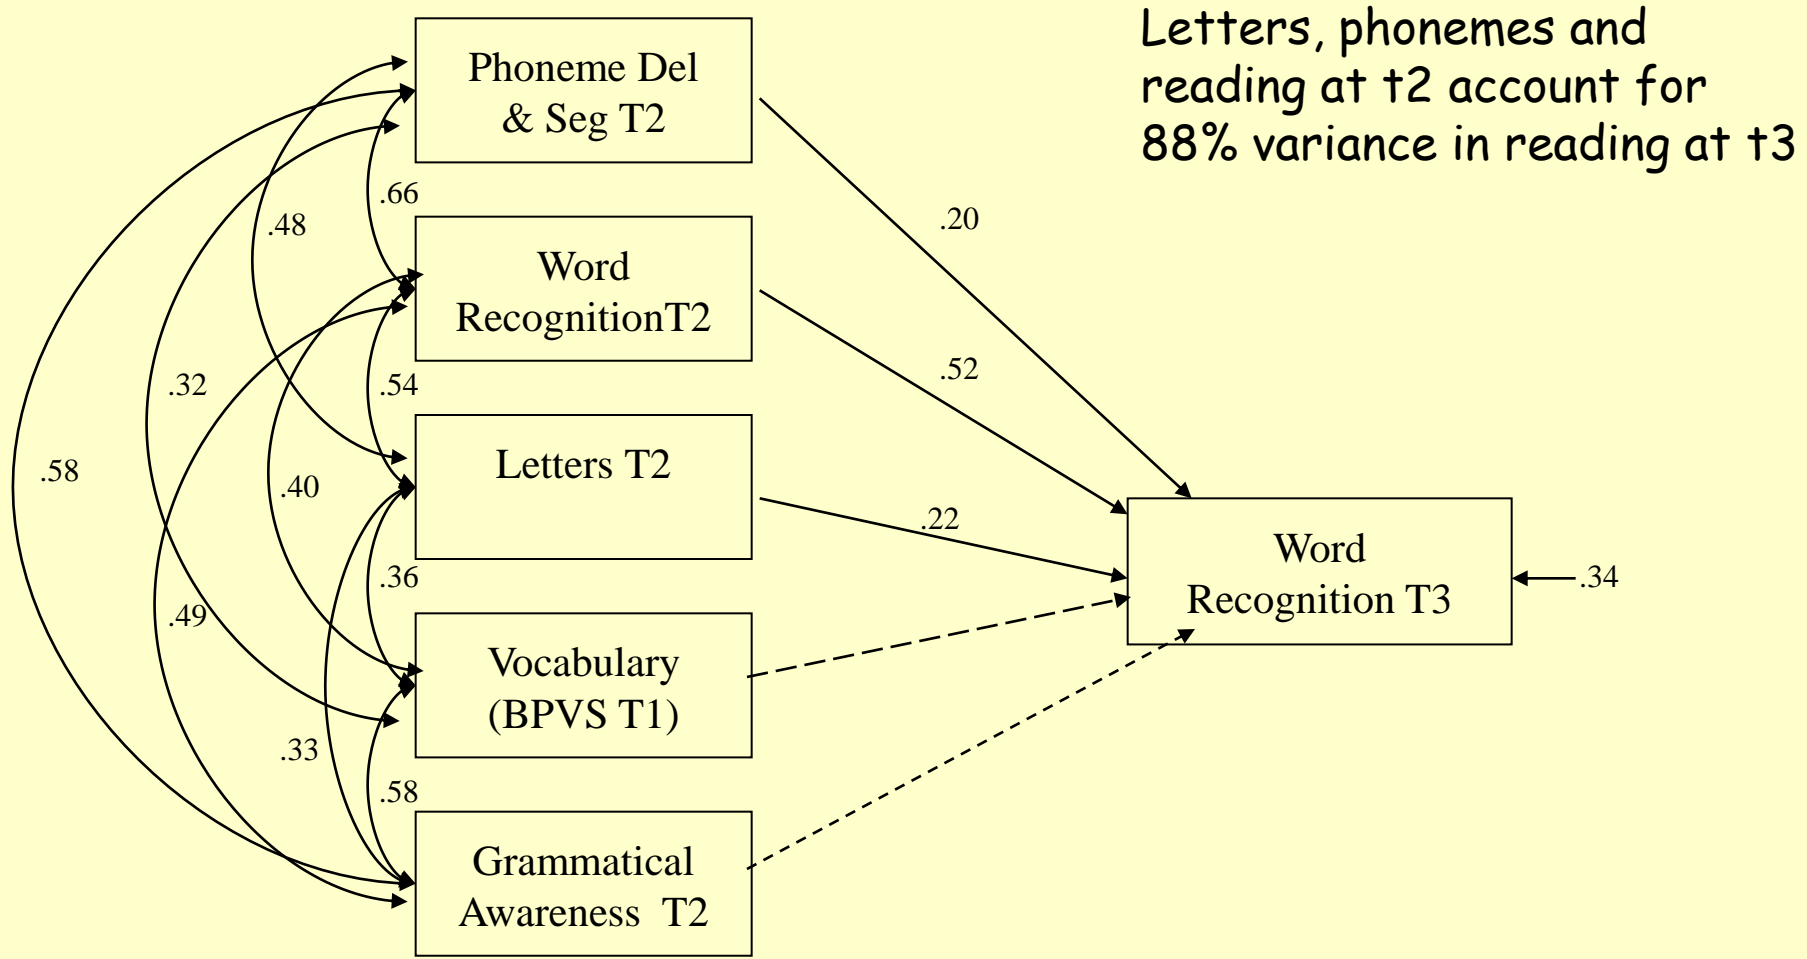 Letters, phonemes and
reading at t2 account for
88% variance in reading at t3
Phoneme Del
& Seg T2
Word
RecognitionT2
Letters T2
Vocabulary
(BPVS T1)
Grammatical
Awareness T2
Word
Recognition T3
.66
.48
.32
.54
.58
.40
.36
.49
.33
.58
.20
.52
.22
.34